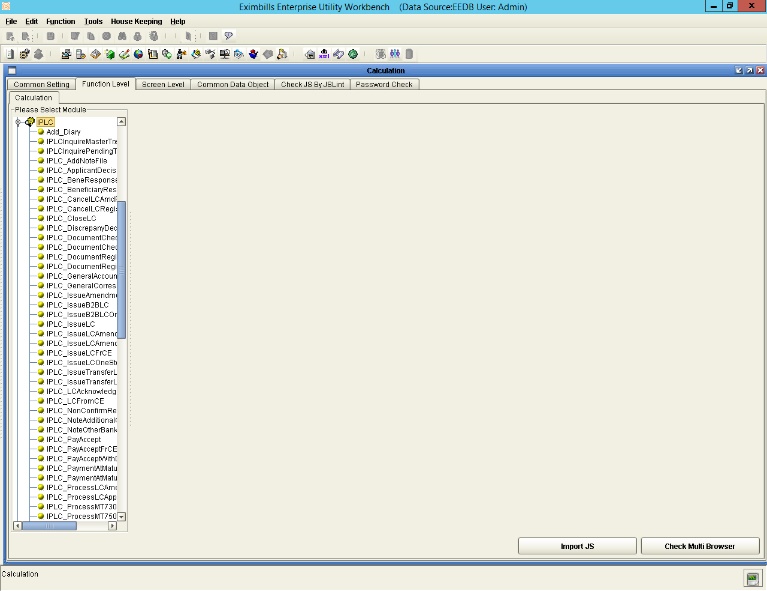 Eximbills Enterprise Utility Workbench    (Data Source:EEDB User: Admin)
File Edit Function Tools House Keeping Help
Calculation
Common Setting Function Level Screen Level Common Data Object Check JS By JSLint Password Check
Calculation
Please Select Module
IPLC
Add_Diary
IPLCInquireMasterTra
IPLCInquirePendingT
IPLC_AddNoteFile
IPLC_ApplicantDecis
IPLC_BeneResponse
IPLC_BeneficiaryRes
IPLC_CancelLCAmd
IPLC_CancelLCRegi
IPLC_CloseLC
IPLC_DiscrepanyDec
IPLC_DocumentChec
IPLC_DocumentChec
IPLC_DocumentRegi
IPLC_DocumentRegi
IPLC_GeneralAccoun
IPLC_GeneralCorres
IPLC_IssueAmendme
IPLC_IssueB2BLC
IPLC_IssueB2BLCOr
IPLC_IssueLC
IPLC_IssueLCAmend
IPLC_IssueLCAmend
IPLC_IssueLCFrCE
IPLC_IssueLCOneSt
IPLC_IssueTransferL
IPLC_IssueTransferL
IPLC_LCAcknowledg
IPLC_LCFromCE
IPLC_NonConfirmRe
IPLC_NoteAdditional
IPLC_NoteOtherBank
IPLC_PayAccept
IPLC_PayAcceptFrCE
IPLC_PayAcceptWith
IPLC_PaymentAtMatu
IPLC_PaymentAtMatu
IPLC_ProcessLCAm
IPLC_ProcessLCApp
IPLC_ProcessMT730
IPLC_ProcessMT750
Import JS Check Multi Browser
Calculation